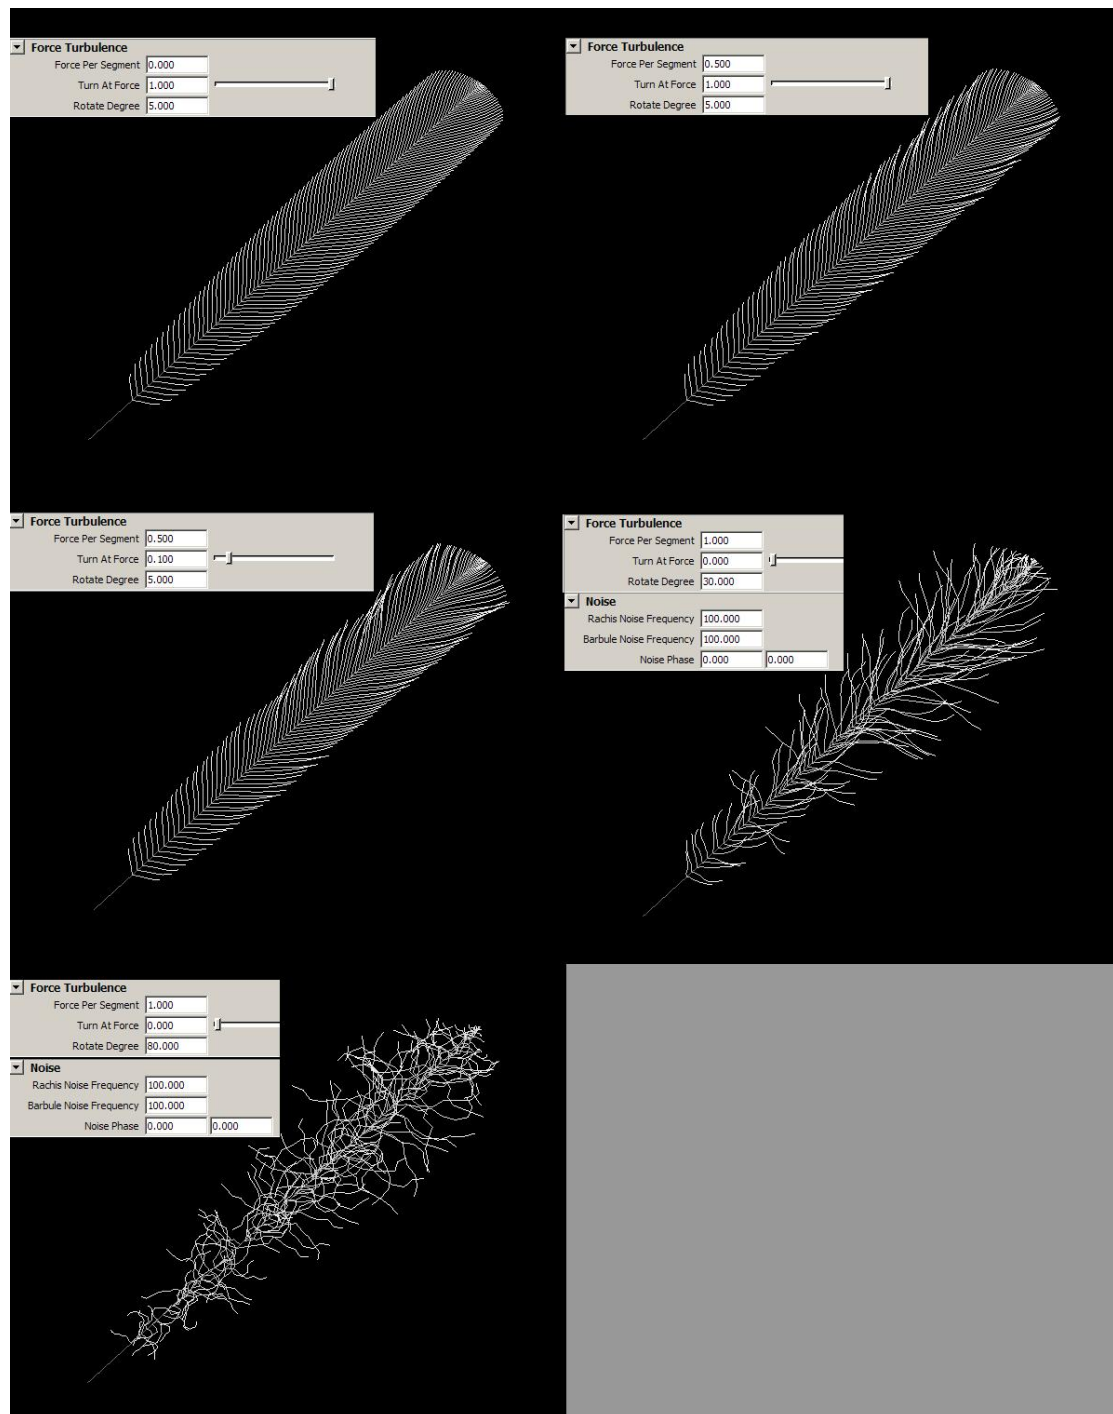 Force Turbulence
Force Per Segment 0.000
Turn At Force 1.000
Rotate Degree 5.000
Force Turbulence
Force Per Segment 0.500
Turn At Force 1.000
Rotate Degree 5.000
Force Turbulence
Force Per Segment 0.500
Turn At Force 0.100
Rotate Degree 5.000
Force Turbulence
Force Per Segment 1.000
Turn At Force 0.000
Rotate Degree 30.000
Noise
Rachis Noise Frequency 100.000
Barbule Noise Frequency 100.000
Noise Phase 0.000 0.000
Force Turbulence
Force Per Segment 1.000
Turn At Force 0.000
Rotate Degree 80.000
Noise
Rachis Noise Frequency 100.000
Barbule Noise Frequency 100.000
Noise Phase 0.000 0.000